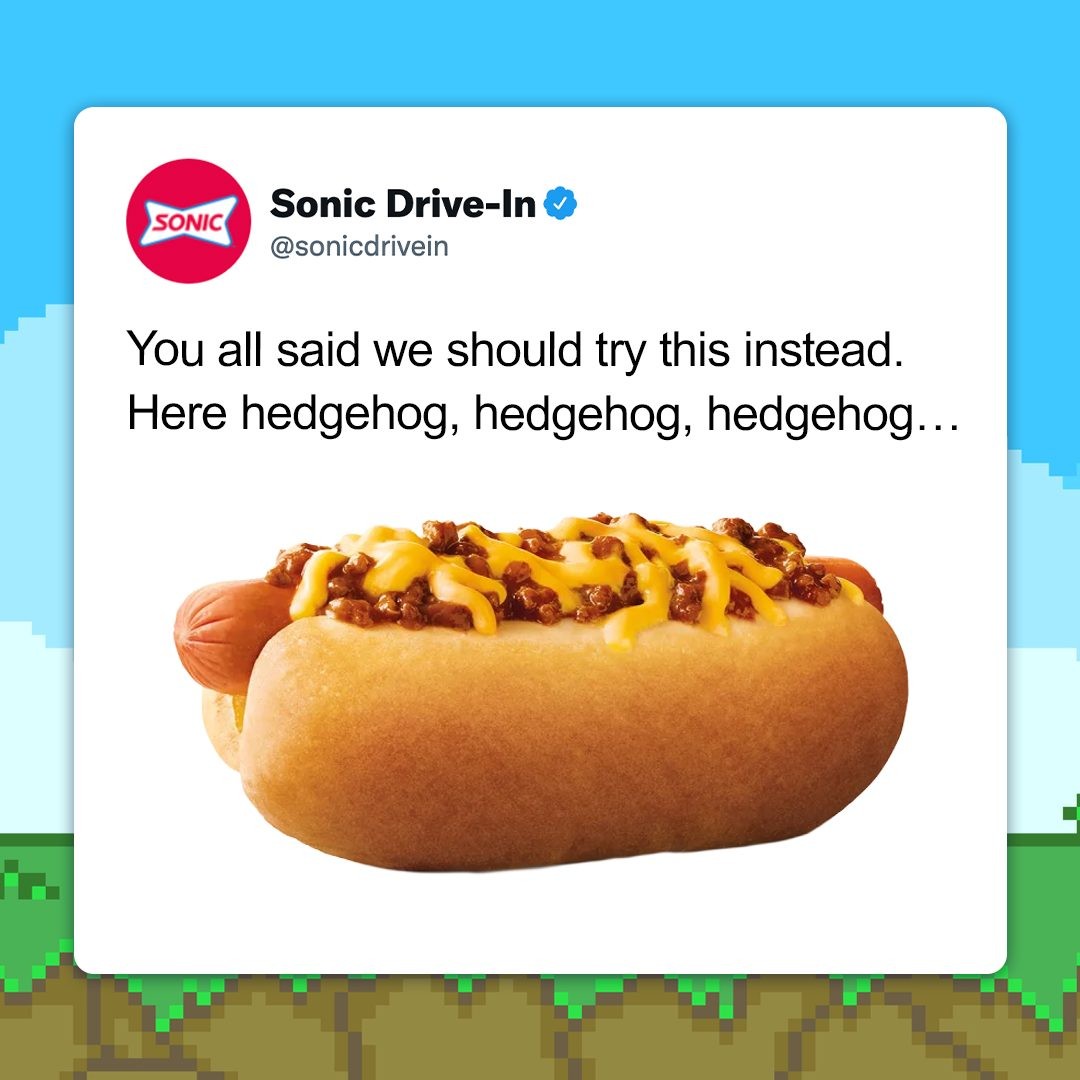 SONIC
Sonic Drive-In
@sonicdrivein
You all said we should try this instead.
Here hedgehog, hedgehog, hedgehog…